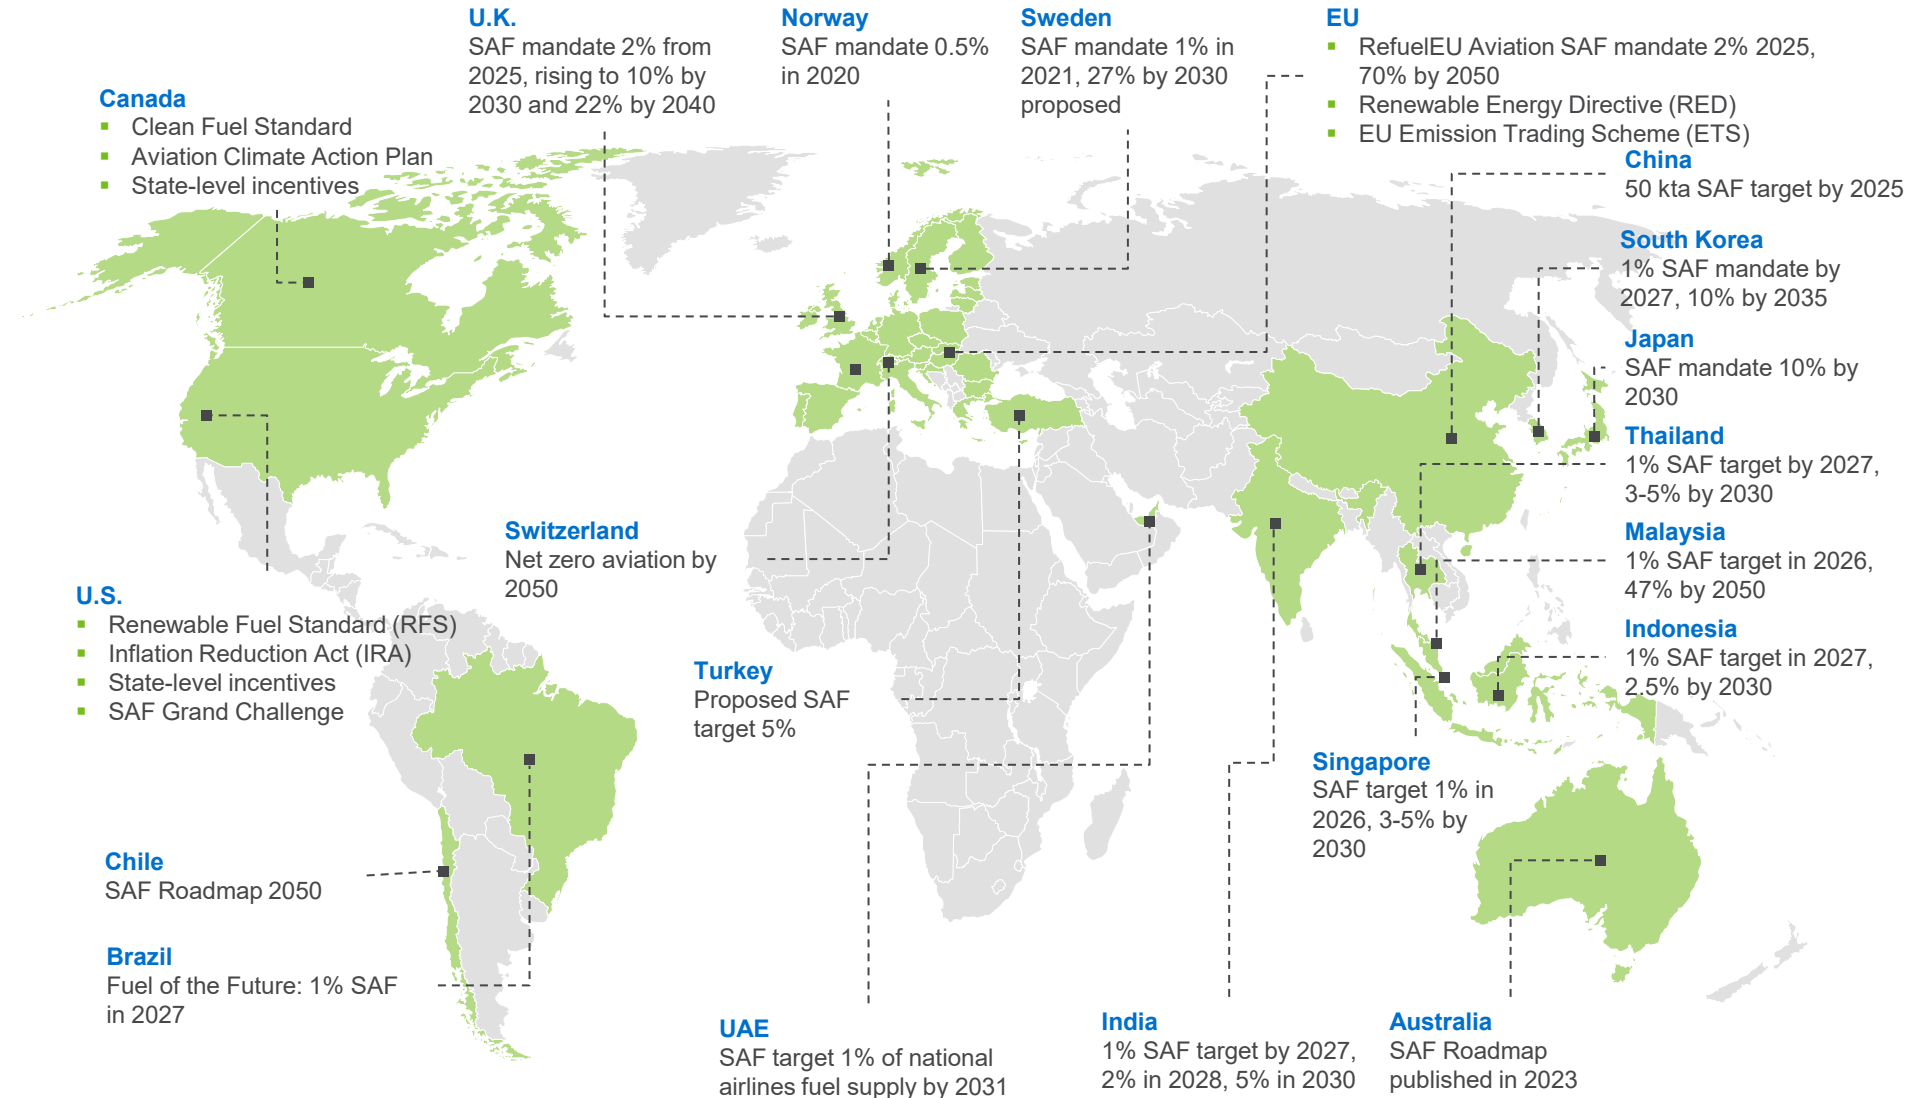 U.K.
SAF mandate 2% from
2025, rising to 10% by
2030 and 22% by 2040
Norway
SAF mandate 0.5%
in 2020
Sweden
SAF mandate 1% in
2021, 27% by 2030
proposed
EU
▪ RefuelEU Aviation SAF mandate 2% 2025,
70% by 2050
▪ Renewable Energy Directive (RED)
▪ EU Emission Trading Scheme (ETS)
Canada
▪ Clean Fuel Standard
▪ Aviation Climate Action Plan
▪ State-level incentives
China
50 kta SAF target by 2025
South Korea
1% SAF mandate by
2027, 10% by 2035
Japan
SAF mandate 10% by
2030
Thailand
1% SAF target by 2027,
3-5% by 2030
Malaysia
1% SAF target in 2026,
47% by 2050
Indonesia
1% SAF target in 2027,
2.5% by 2030
Switzerland
Net zero aviation by
2050
U.S.
▪ Renewable Fuel Standard (RFS)
▪ Inflation Reduction Act (IRA)
▪ State-level incentives
▪ SAF Grand Challenge
Turkey
Proposed SAF
target 5%
Singapore
SAF target 1% in
2026, 3-5% by
2030
Chile
SAF Roadmap 2050
Brazil
Fuel of the Future: 1% SAF
in 2027
UAE
SAF target 1% of national
airlines fuel supply by 2031
India
1% SAF target by 2027,
2% in 2028, 5% in 2030
Australia
SAF Roadmap
published in 2023